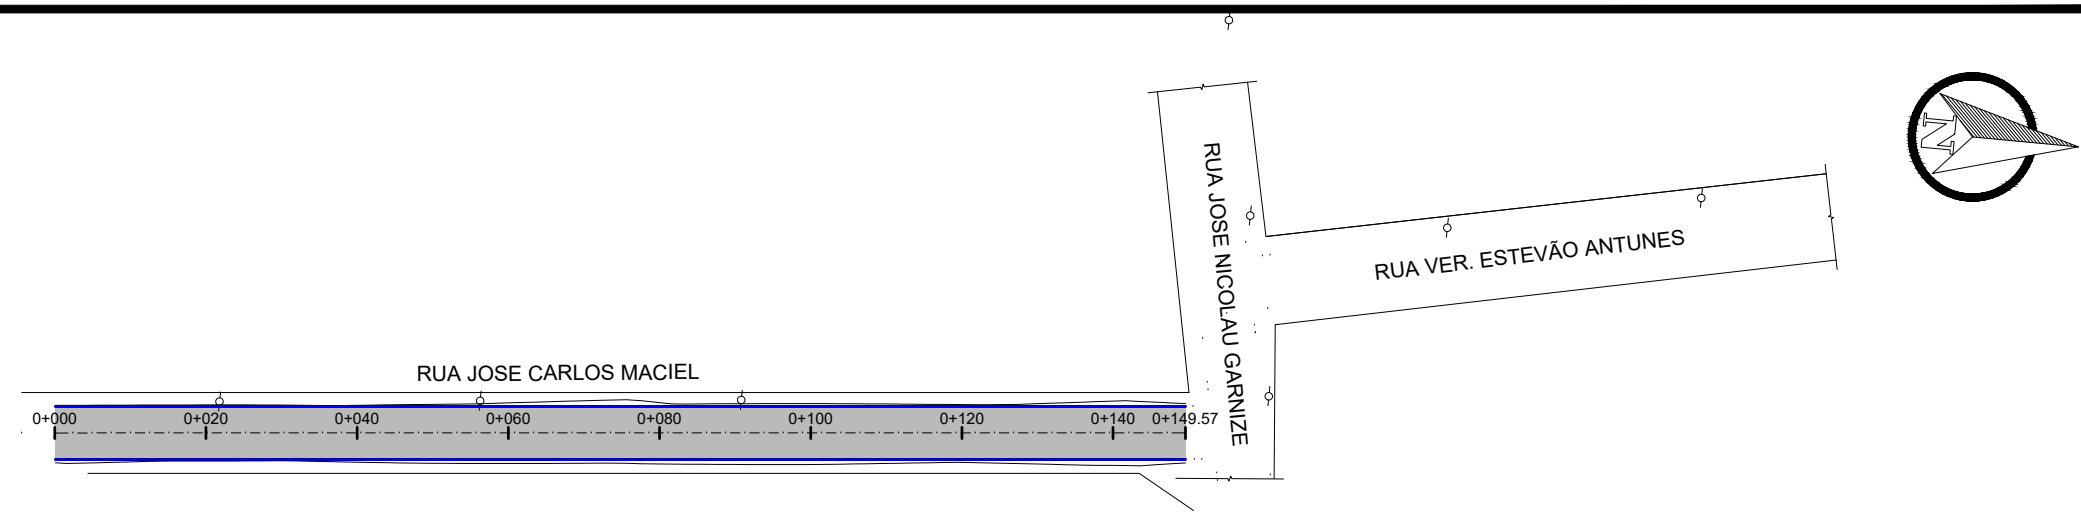 N
RUA JOSE NICOLAU GARNIZE
RUA VER. ESTEVÃO ANTUNES
RUA JOSE CARLOS MACIEL
0+000 0+020 0+040 0+060 0+080 0+100 0+120 0+140 0+149.57